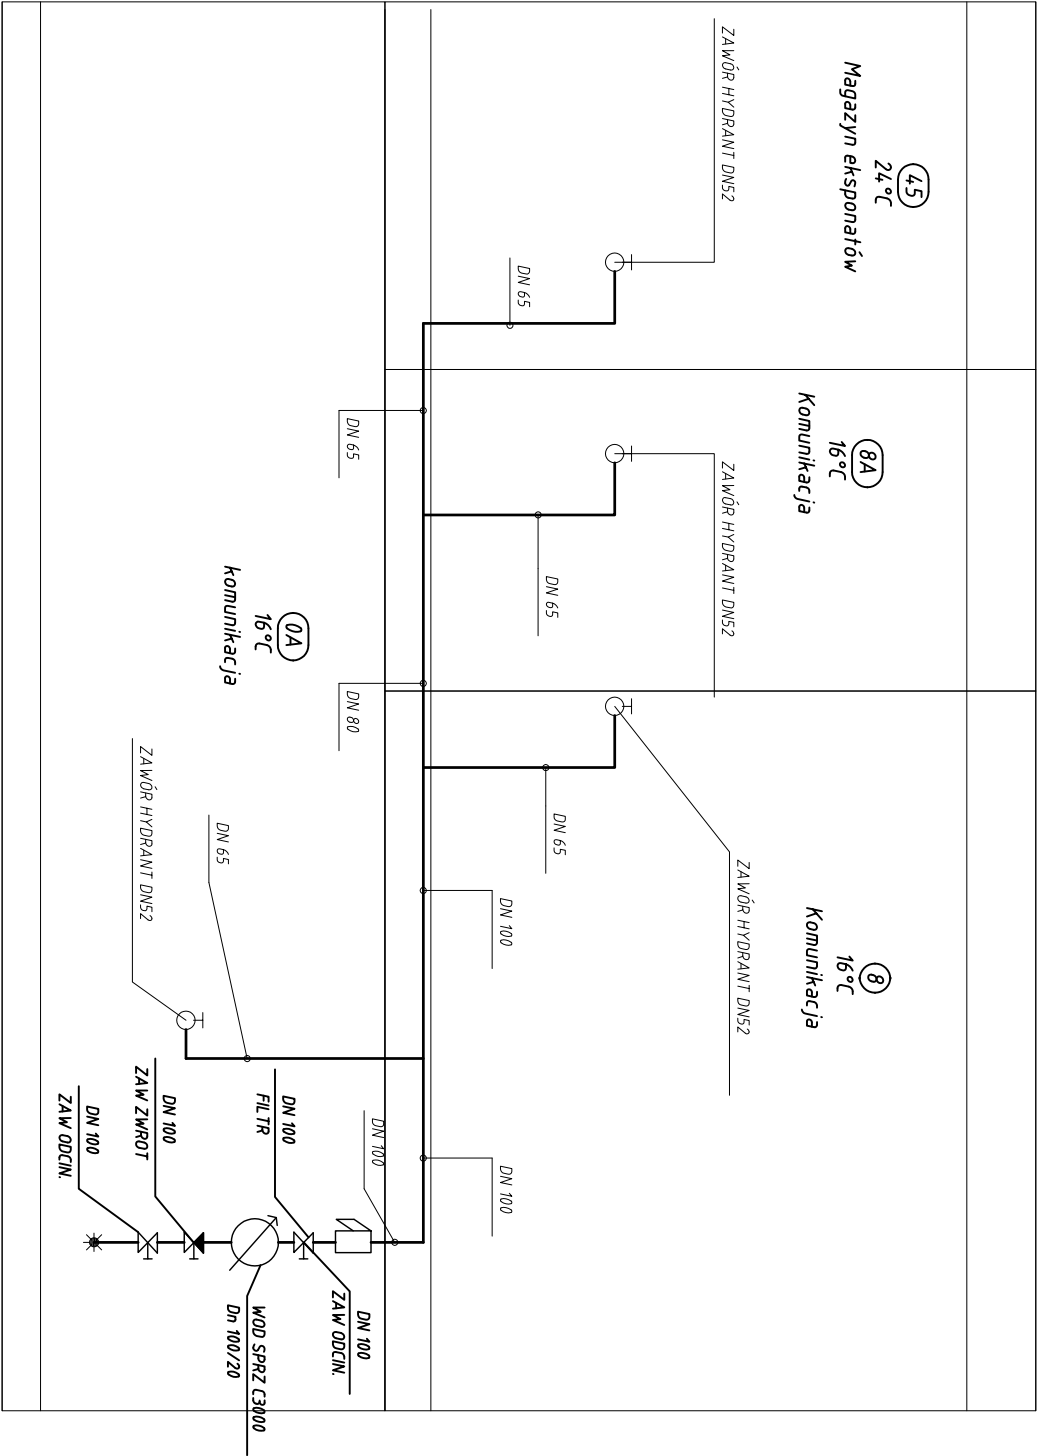 45
24°C
Magazyn eksponatów
ZAWÓR HYDRANT DN52
DN 65
DN 65
8A
16°C
Komunikacja
ZAWÓR HYDRANT DN52
DN 65
DN 80
8
16°C
Komunikacja
ZAWÓR HYDRANT DN52
DN 65
DN 100
DN 100
0A
16°C
komunikacja
ZAWÓR HYDRANT DN52
DN 65
DN 100
DN 100
FILTR
DN 100
ZAW ZWROT
DN 100
ZAW ODCIN.
DN 100
ZAW ODCIN.
WOD SPRZ C3000
Dn 100/20